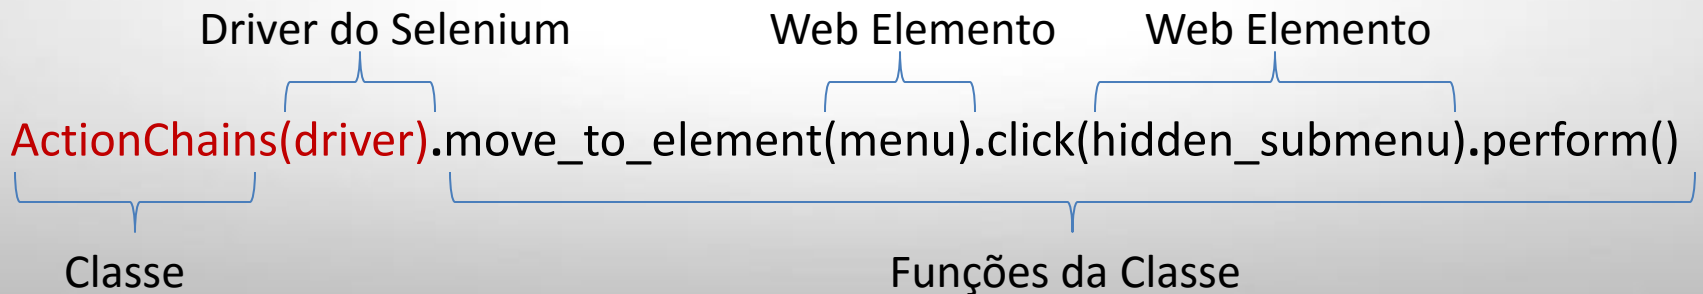 Driver do Selenium Web Elemento Web Elemento
ActionChains(driver).move_to_element(menu).click(hidden_submenu).perform()
Classe Funções da Classe